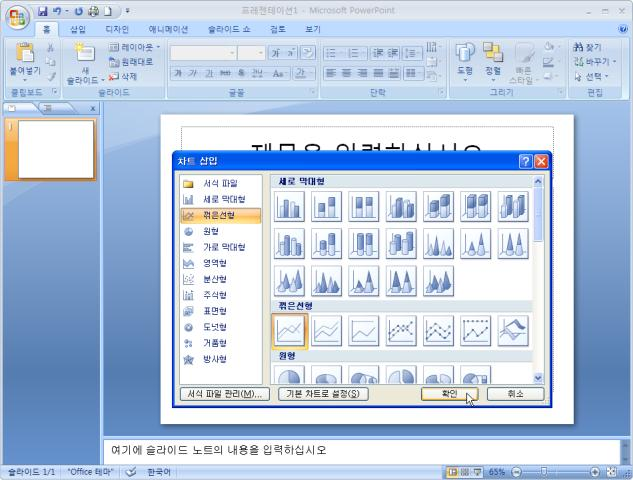 프레젠테이션1 - Microsoft PowerPoint
홈 삽입 디자인 애니메이션 슬라이드 쇼 검토 보기
붙여넣기
새 슬라이드
레이아웃
원래대로
삭제
가 가 가 간 S 갔 Aa 가
도형 정렬 빠른 스타일
찾기
바꾸기
선택
클립보드 슬라이드 글꼴 단락 그리기 편집
1
제목을 입력하십시오
차트 삽입
서식 파일
세로 막대형
꺾은선형
원형
가로 막대형
영역형
분산형
주식형
표면형
도넛형
거품형
방사형
세로 막대형
꺾은선형
원형
서식 파일 관리(M)... 기본 차트로 설정(S) 확인 취소
여기에 슬라이드 노트의 내용을 입력하십시오
슬라이드 1/1 "Office 테마" 한국어 65%